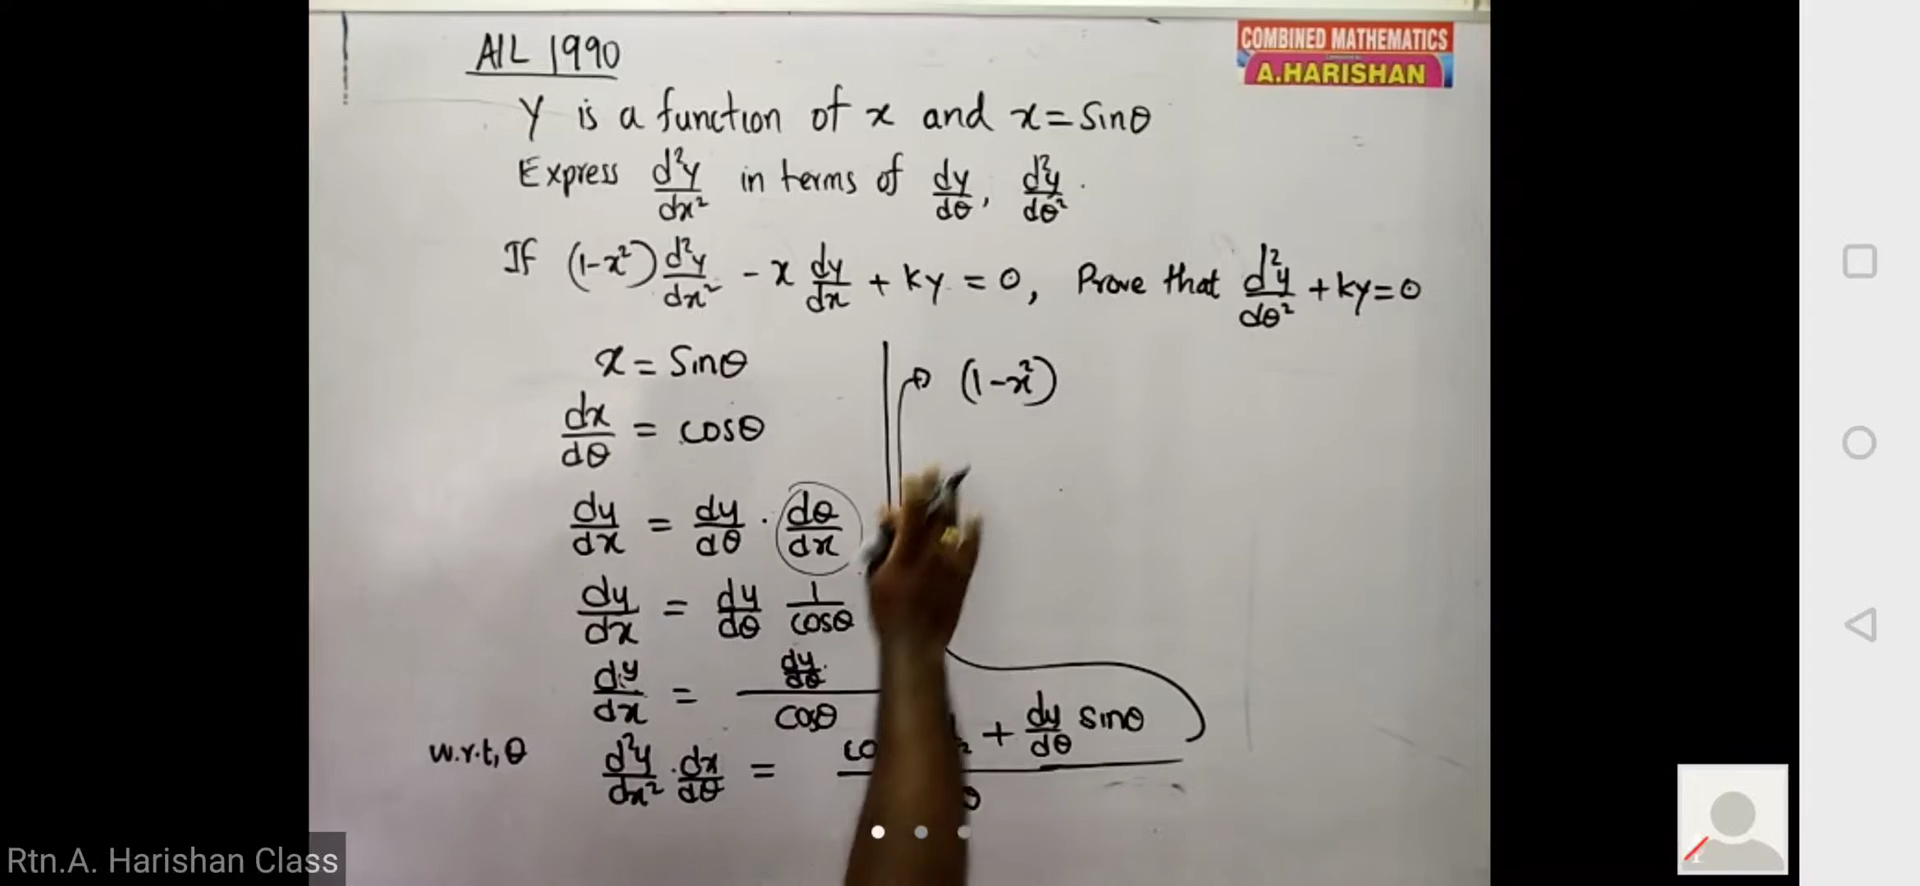 A/L 1990
COMBINED MATHEMATICS
A.HARISHAN
y is a function of x and x = Sinθ
Express d²y/dx² in terms of dy/dθ, d²y/dθ².
If (1-x²) d²y/dx² - x dy/dx + ky = 0, Prove that d²y/dθ² + ky = 0
x = Sinθ
dx/dθ = cosθ
dy/dx = dy/dθ · dθ/dx
dy/dx = dy/dθ 1/cosθ
dy/dx = dy/dθ / cosθ
w.r.t, θ d²y/dx² · dx/dθ = + dy/dθ sinθ
(1-x²)
Rtn.A. Harishan Class